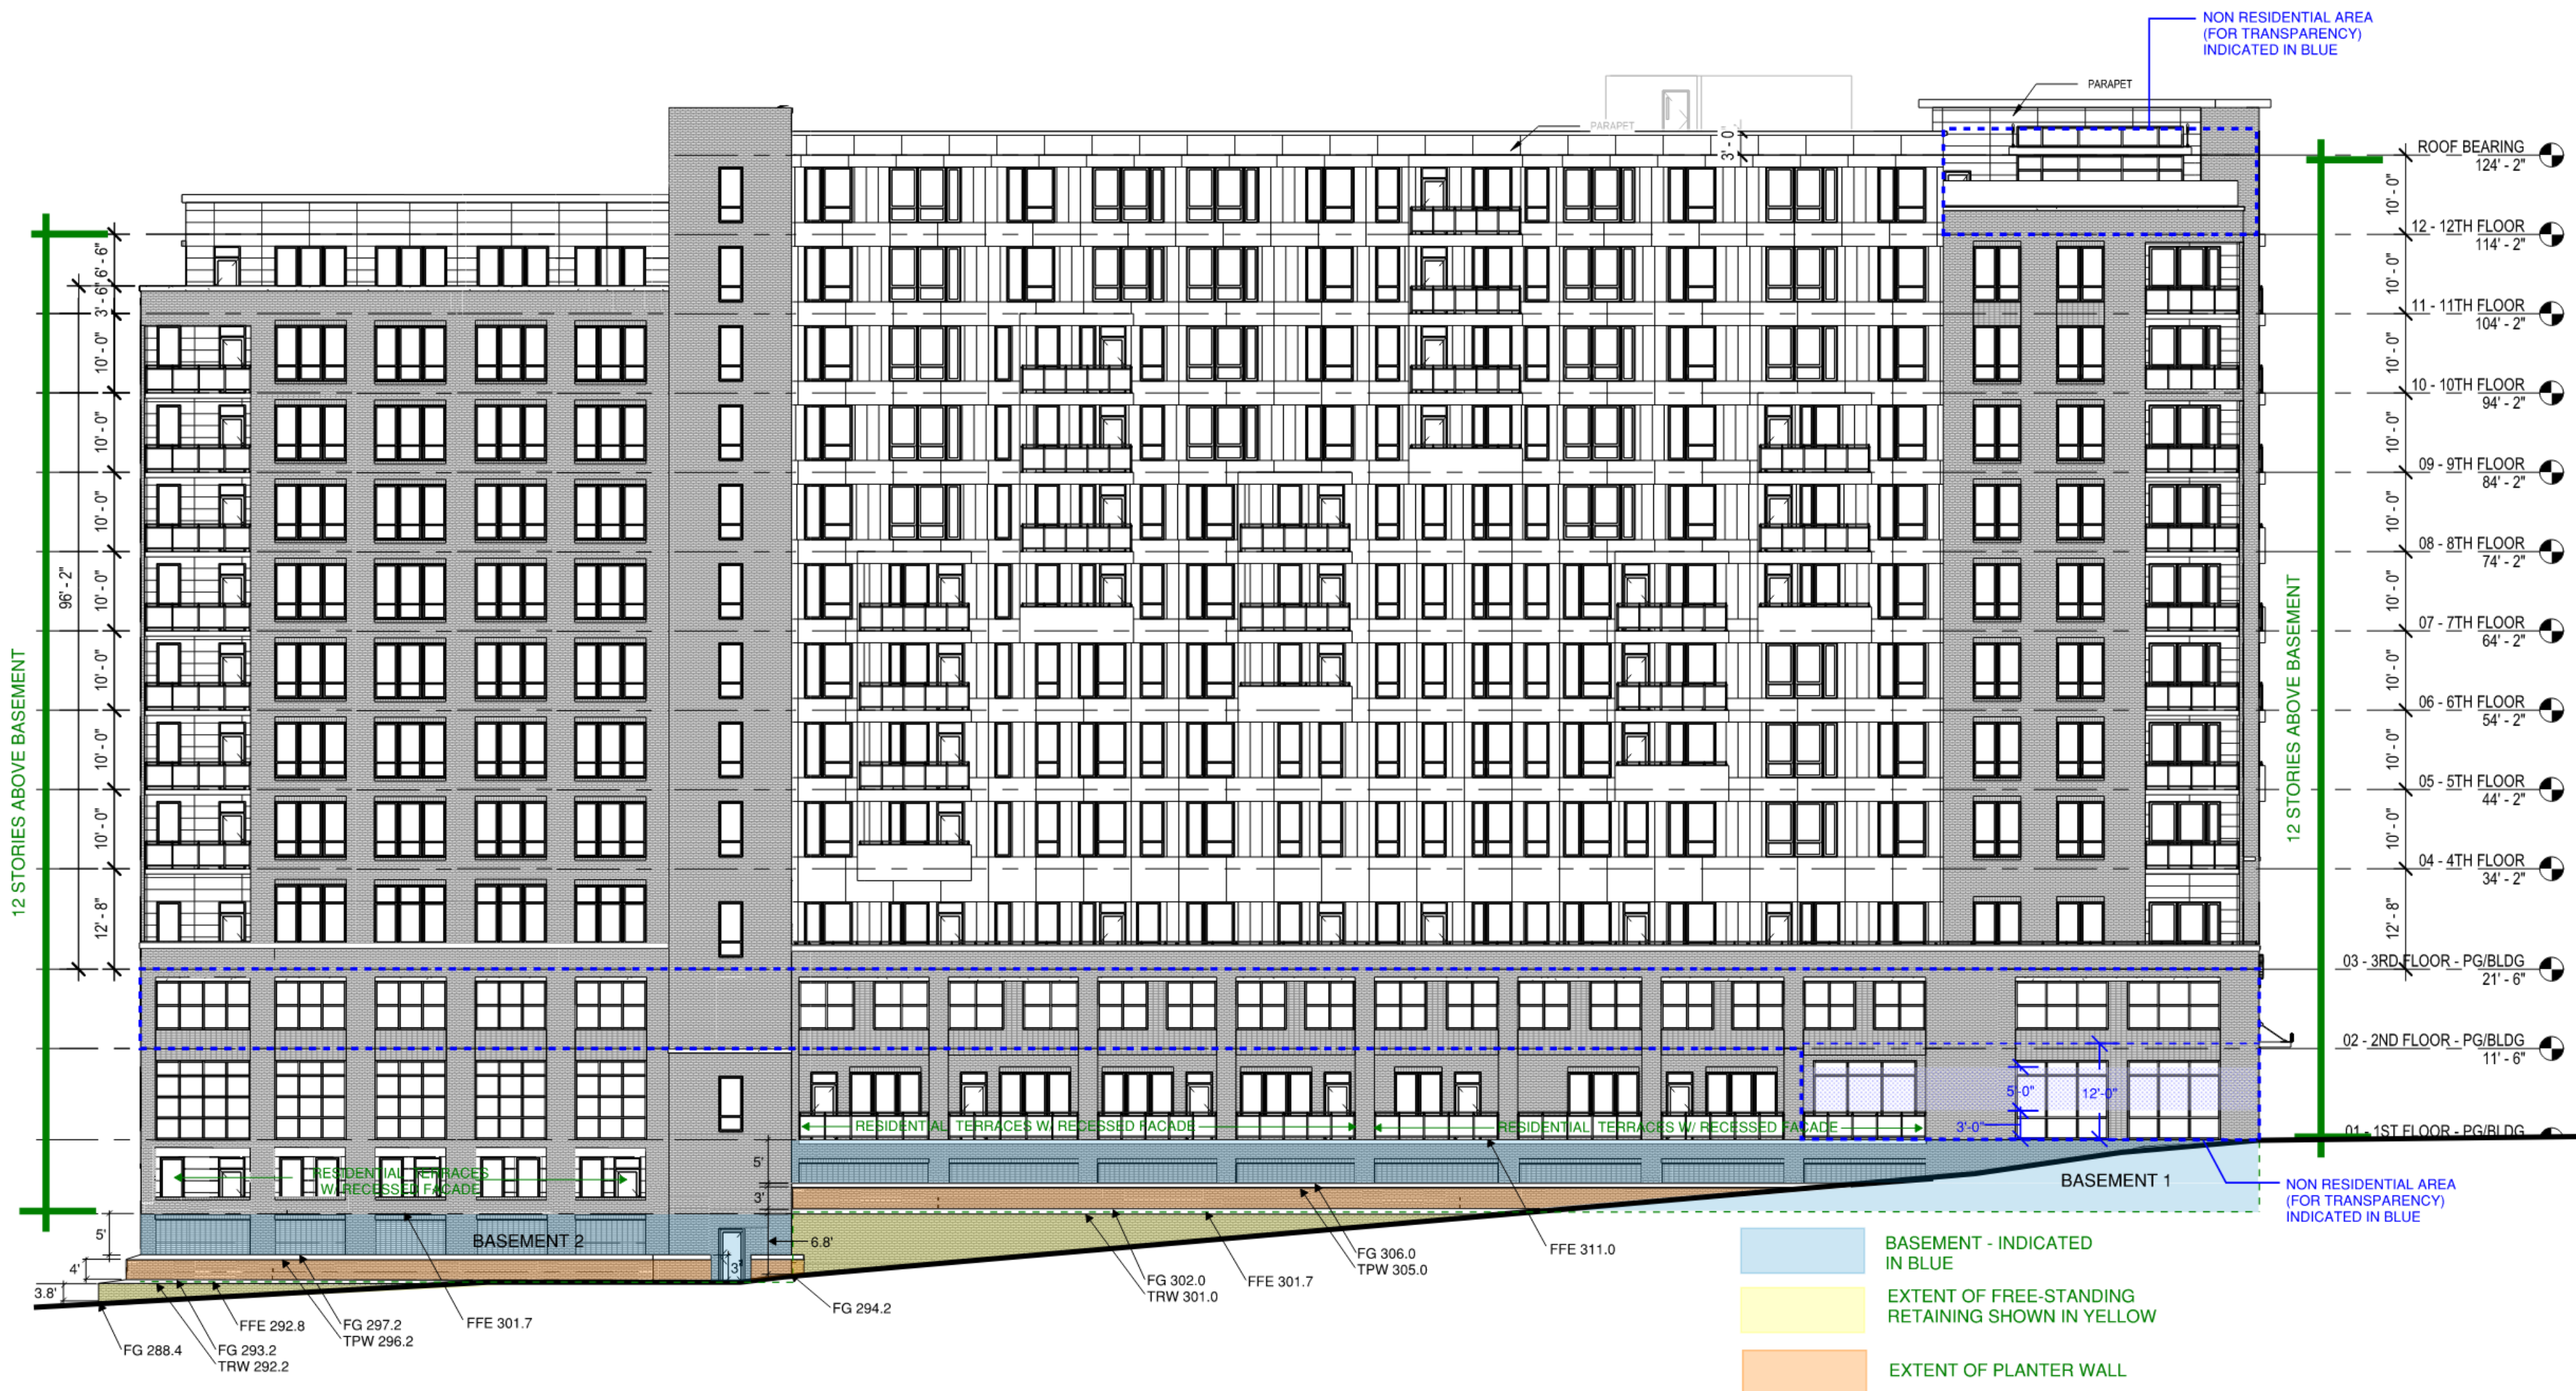 NON RESIDENTIAL AREA
(FOR TRANSPARENCY)
INDICATED IN BLUE
PARAPET
PARAPET
3' - 0"
ROOF BEARING
124' - 2"
10' - 0"
12 - 12TH FLOOR
114' - 2"
10' - 0"
11 - 11TH FLOOR
104' - 2"
10' - 0"
10 - 10TH FLOOR
94' - 2"
10' - 0"
09 - 9TH FLOOR
84' - 2"
10' - 0"
08 - 8TH FLOOR
74' - 2"
10' - 0"
07 - 7TH FLOOR
64' - 2"
10' - 0"
06 - 6TH FLOOR
54' - 2"
10' - 0"
05 - 5TH FLOOR
44' - 2"
10' - 0"
04 - 4TH FLOOR
34' - 2"
12' - 8"
03 - 3RD FLOOR - PG/BLDG
21' - 6"
02 - 2ND FLOOR - PG/BLDG
11' - 6"
01 - 1ST FLOOR - PG/BLDG
12 STORIES ABOVE BASEMENT
12 STORIES ABOVE BASEMENT
6' - 6"
3' - 6"
10' - 0"
10' - 0"
10' - 0"
10' - 0"
10' - 0"
10' - 0"
10' - 0"
12' - 8"
96' - 2"
5'-0"
12'-0"
3'-0"
RESIDENTIAL TERRACES W/ RECESSED FACADE
RESIDENTIAL TERRACES W/ RECESSED FACADE
RESIDENTIAL TERRACES
W/ RECESSED FACADE
5'
3'
BASEMENT 1
BASEMENT 2
5'
4'
3.8'
3'
6.8'
NON RESIDENTIAL AREA
(FOR TRANSPARENCY)
INDICATED IN BLUE
FG 288.4
FG 293.2
TRW 292.2
FFE 292.8
FG 297.2
TPW 296.2
FFE 301.7
FG 294.2
FG 302.0
TRW 301.0
FFE 301.7
FG 306.0
TPW 305.0
FFE 311.0
BASEMENT - INDICATED
IN BLUE
EXTENT OF FREE-STANDING
RETAINING SHOWN IN YELLOW
EXTENT OF PLANTER WALL